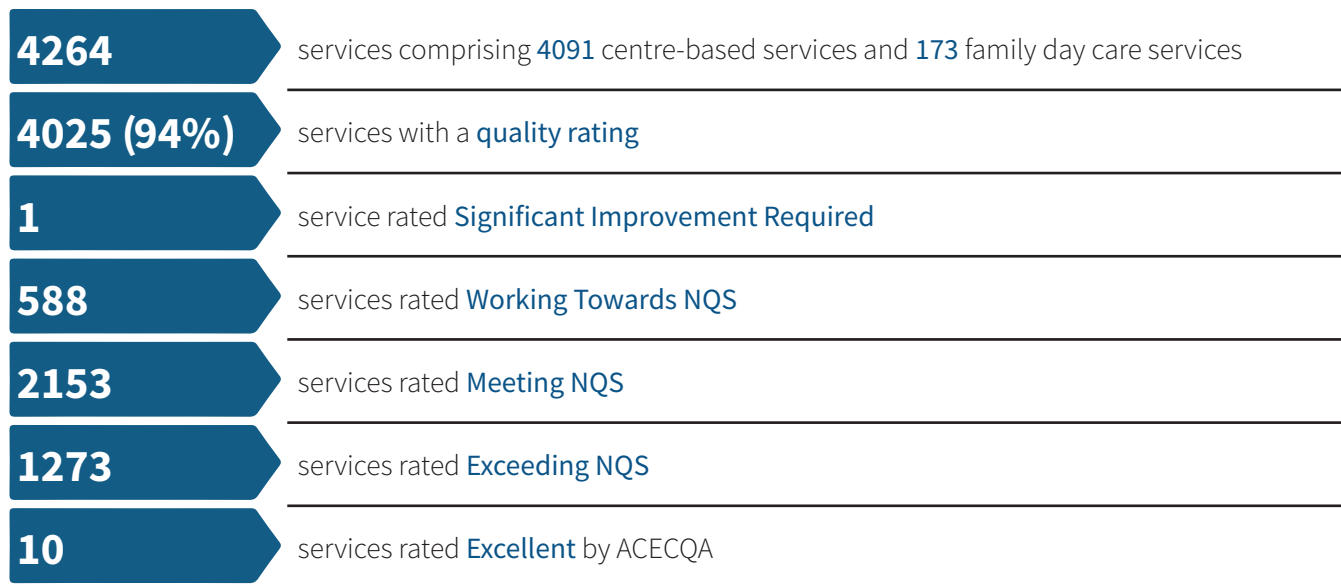 4264 services comprising 4091 centre-based services and 173 family day care services
4025 (94%) services with a quality rating
1 service rated Significant Improvement Required
588 services rated Working Towards NQS
2153 services rated Meeting NQS
1273 services rated Exceeding NQS
10 services rated Excellent by ACECQA